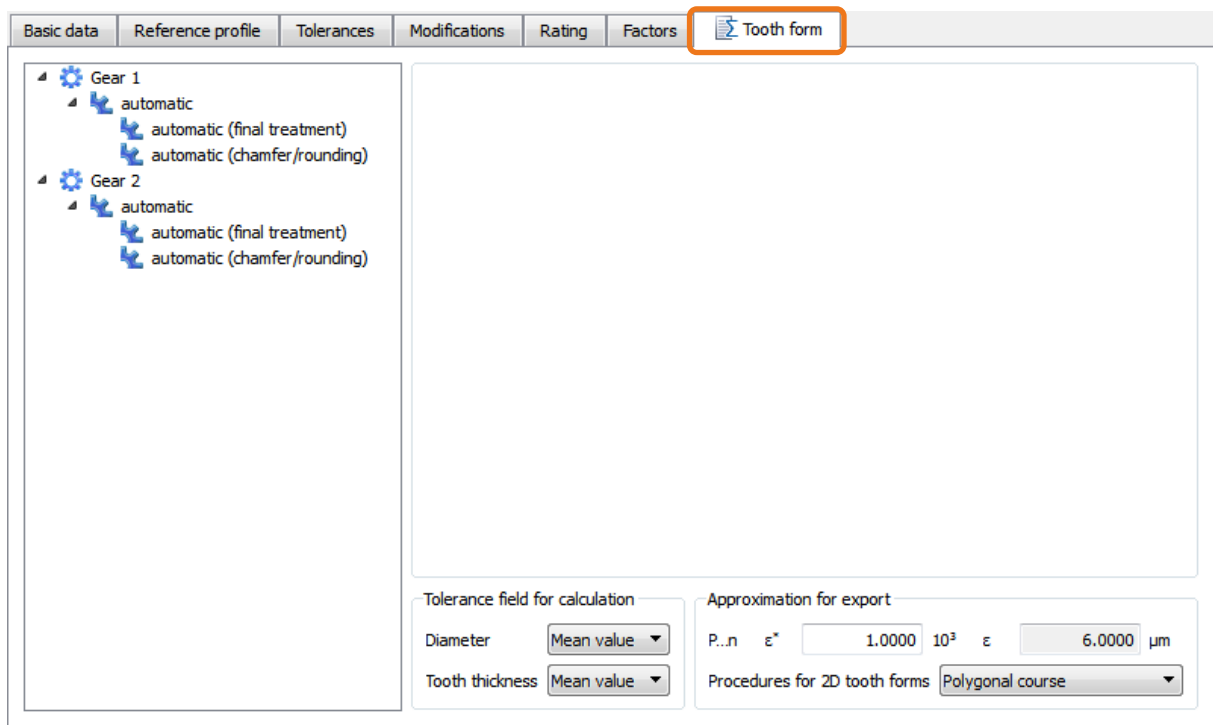 Basic data Reference profile Tolerances Modifications Rating Factors Tooth form
Gear 1
automatic
automatic (final treatment)
automatic (chamfer/rounding)
Gear 2
automatic
automatic (final treatment)
automatic (chamfer/rounding)
Tolerance field for calculation
Diameter Mean value
Tooth thickness Mean value
Approximation for export
P...n ε* 1.0000 10³ ε 6.0000 µm
Procedures for 2D tooth forms Polygonal course